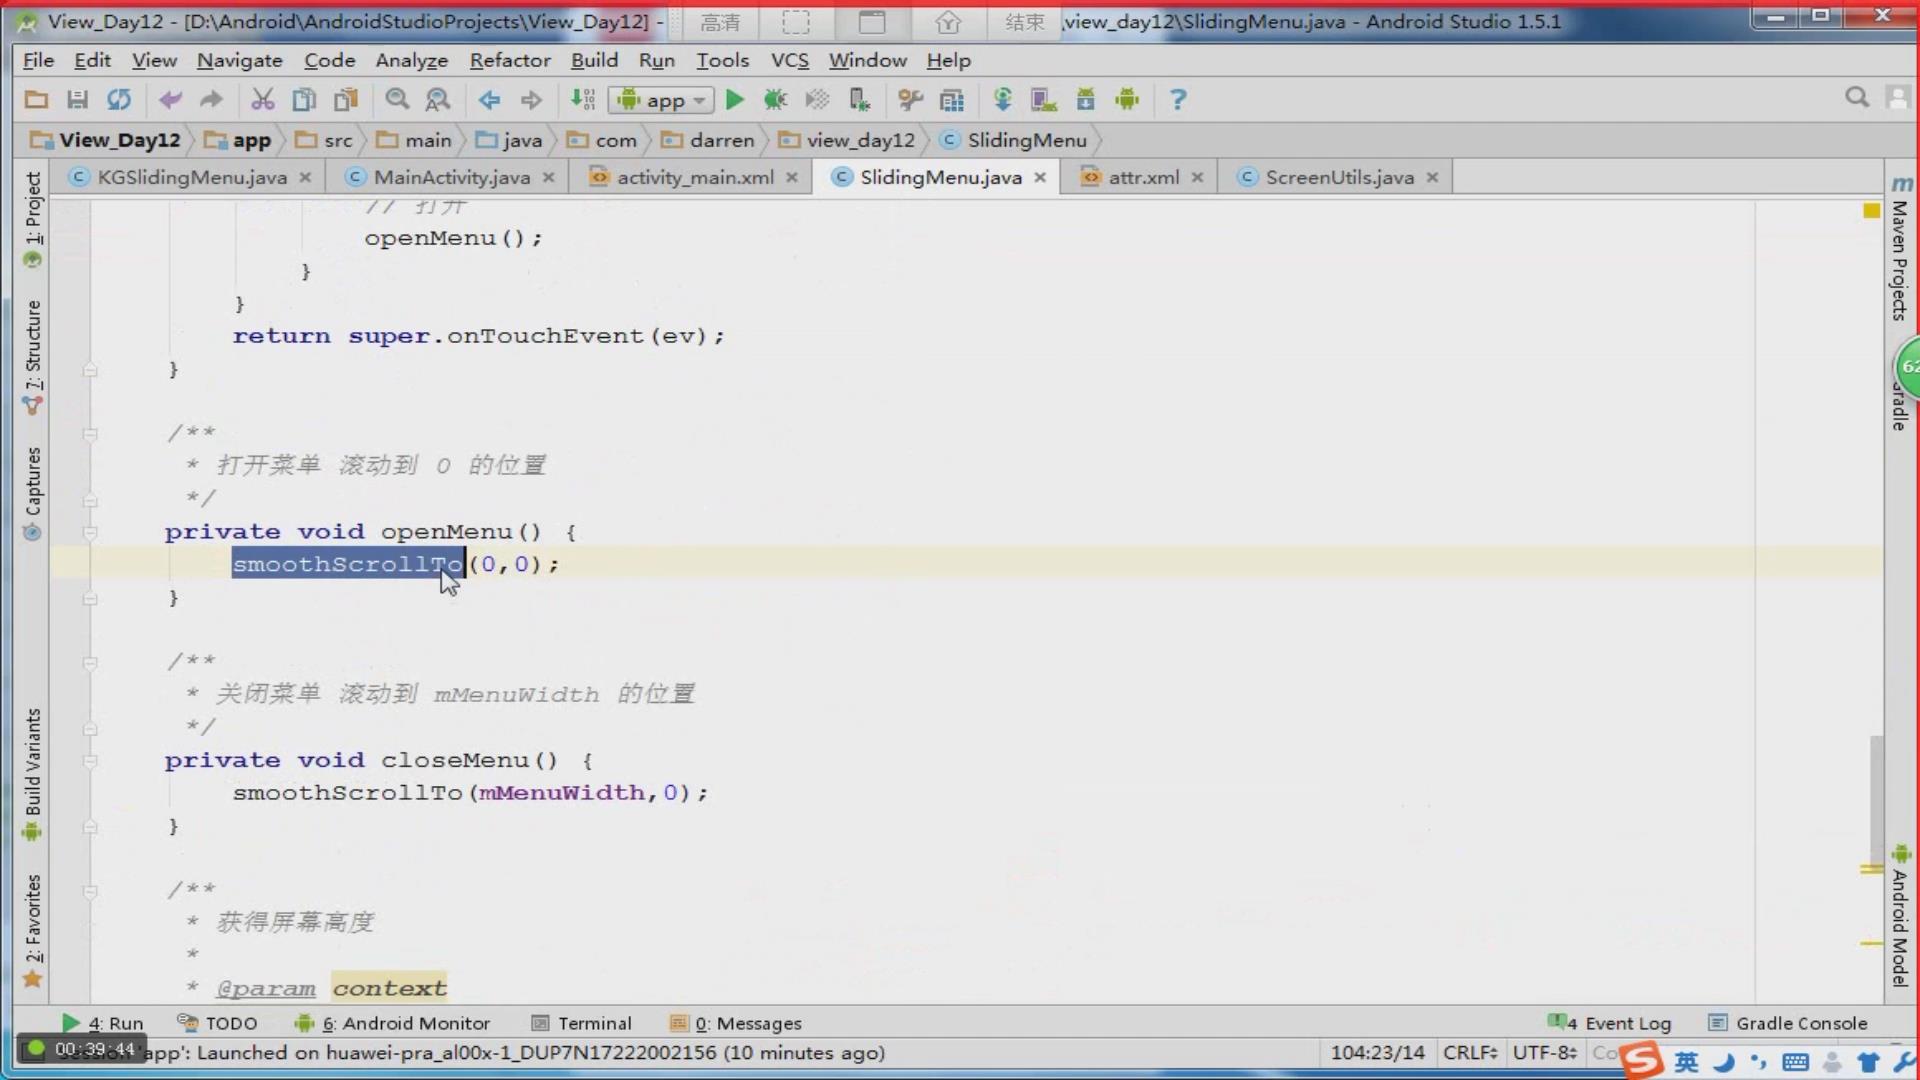 View_Day12 - [D:\Android\AndroidStudioProjects\View_Day12] -
高清
结束
.view_day12\SlidingMenu.java - Android Studio 1.5.1
File Edit View Navigate Code Analyze Refactor Build Run Tools VCS Window Help
app
View_Day12 app src main java com darren view_day12 SlidingMenu
KGSlidingMenu.java MainActivity.java activity_main.xml SlidingMenu.java attr.xml ScreenUtils.java
// 打开
openMenu();
}
}
return super.onTouchEvent(ev);
}
/**
* 打开菜单 滚动到 0 的位置
*/
private void openMenu() {
smoothScrollTo(0,0);
}
/**
* 关闭菜单 滚动到 mMenuWidth 的位置
*/
private void closeMenu() {
smoothScrollTo(mMenuWidth,0);
}
/**
* 获得屏幕高度
*
* @param context
1: Project
7: Structure
Captures
Build Variants
2: Favorites
Maven Projects
62
Android Model
4: Run TODO 6: Android Monitor Terminal 0: Messages
4 Event Log Gradle Console
00:39:44
'app': Launched on huawei-pra_al00x-1_DUP7N17222002156 (10 minutes ago)
104:23/14 CRLF UTF-8
英